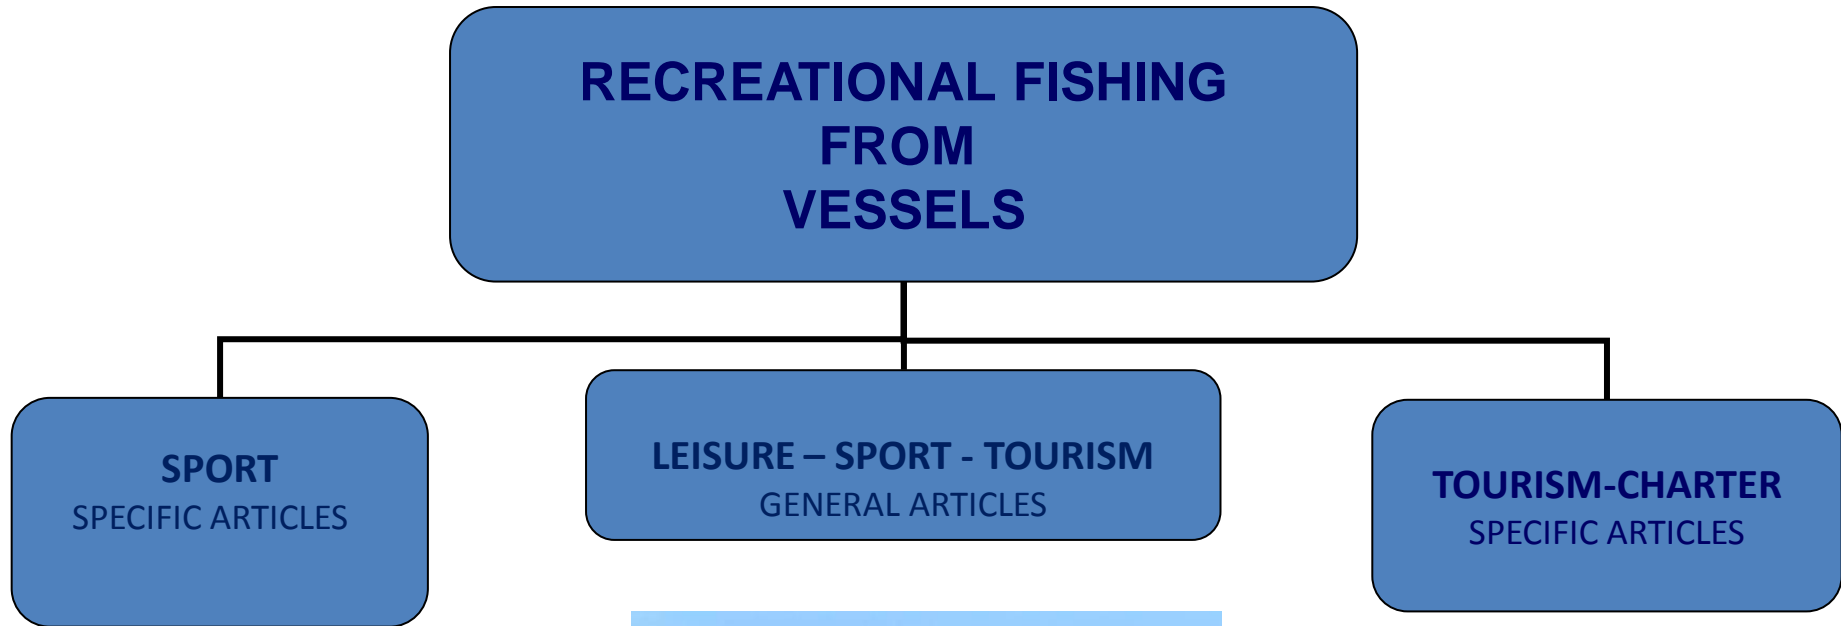 RECREATIONAL FISHING
FROM
VESSELS
SPORT
SPECIFIC ARTICLES
LEISURE – SPORT - TOURISM
GENERAL ARTICLES
TOURISM-CHARTER
SPECIFIC ARTICLES